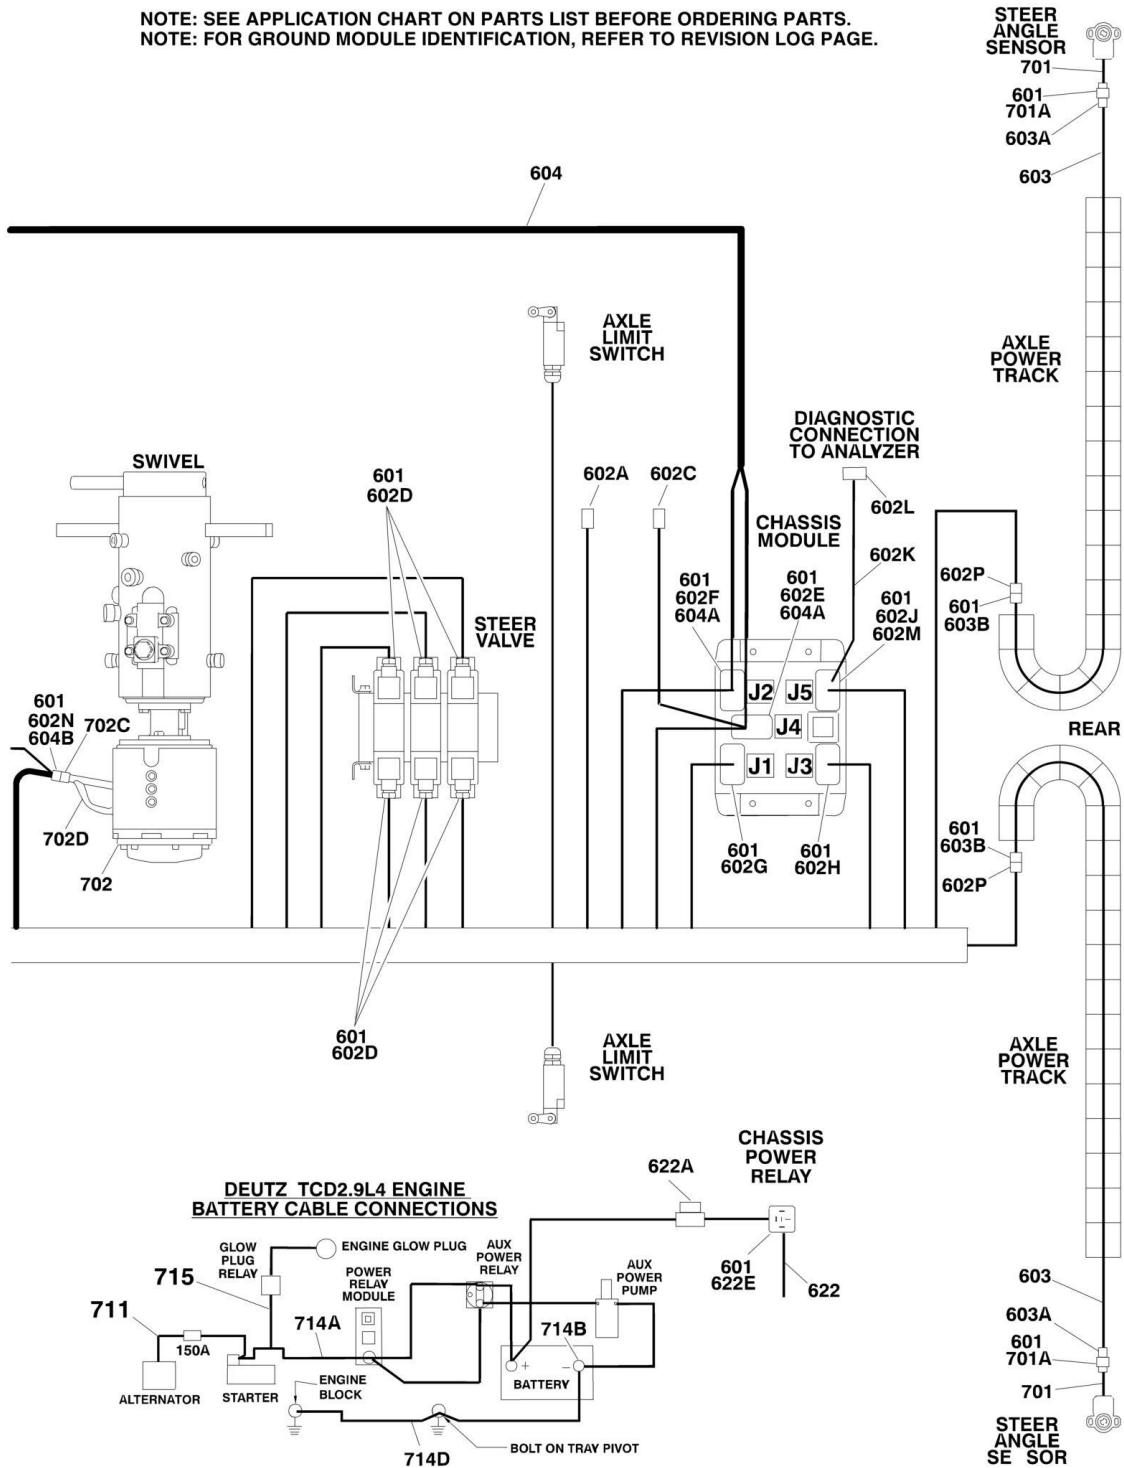 NOTE: SEE APPLICATION CHART ON PARTS LIST BEFORE ORDERING PARTS.
NOTE: FOR GROUND MODULE IDENTIFICATION, REFER TO REVISION LOG PAGE.
STEER
ANGLE
SENSOR
701
601
701A
603A
603
604
AXLE
LIMIT
SWITCH
AXLE
POWER
TRACK
DIAGNOSTIC
CONNECTION
TO ANALYZER
SWIVEL
601
602D
602A
602C
602L
CHASSIS
MODULE
602K
601
602F
604A
601
602E
604A
601
602J
602M
602P
601
603B
STEER
VALVE
J2
J5
J4
J1
J3
REAR
601
602N
604B
702C
702D
702
601
602G
601
602H
601
603B
602P
601
602D
AXLE
LIMIT
SWITCH
AXLE
POWER
TRACK
CHASSIS
POWER
RELAY
622A
DEUTZ TCD2.9L4 ENGINE
BATTERY CABLE CONNECTIONS
GLOW
PLUG
RELAY
ENGINE GLOW PLUG
AUX
POWER
RELAY
601
622E
622
AUX
POWER
PUMP
POWER
RELAY
MODULE
715
711
714A
714B
150A
+
−
BATTERY
ALTERNATOR
STARTER
ENGINE
BLOCK
BOLT ON TRAY PIVOT
714D
603
603A
601
701A
701
STEER
ANGLE
SE SOR